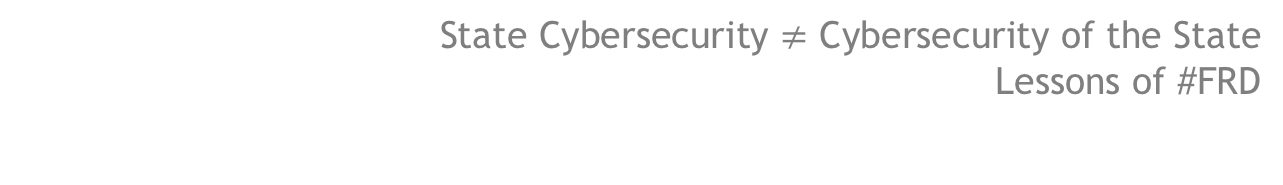 State Cybersecurity ≠ Cybersecurity of the State
Lessons of #FRD